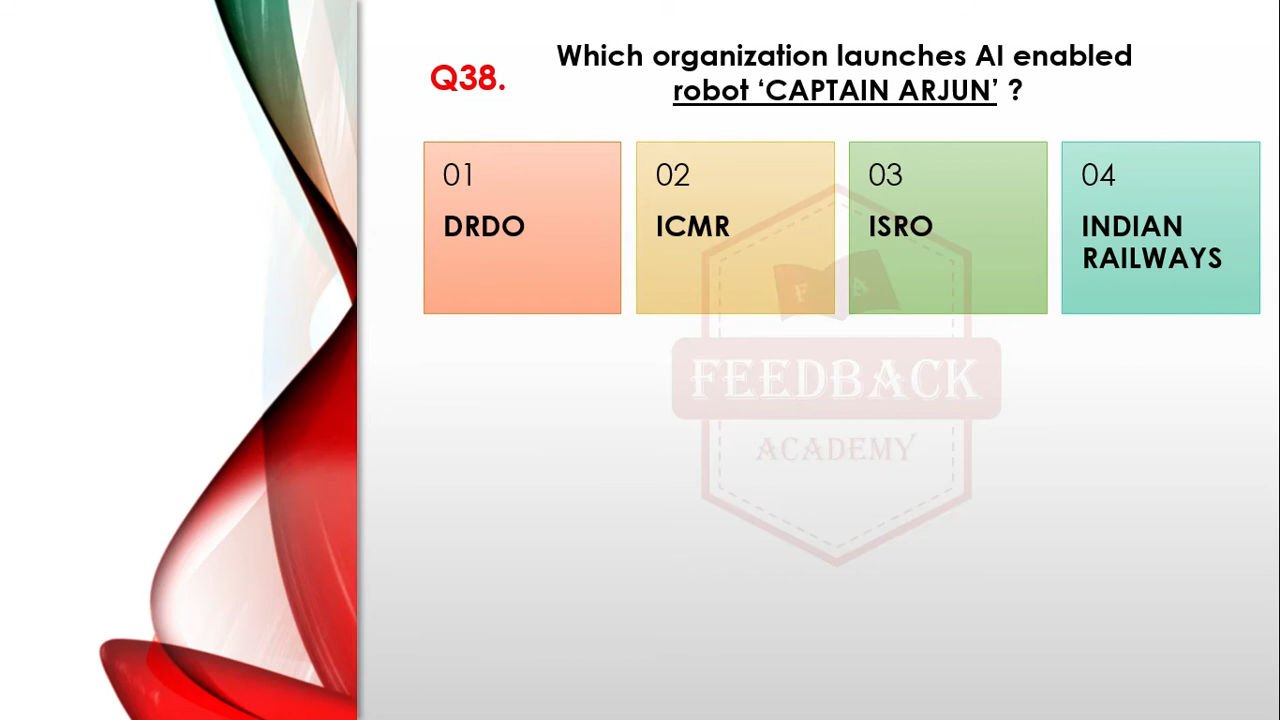 Q38.
Which organization launches AI enabled
robot ‘CAPTAIN ARJUN’ ?
01
DRDO
02
ICMR
03
ISRO
04
INDIAN
RAILWAYS
F A
FEEDBACK
ACADEMY